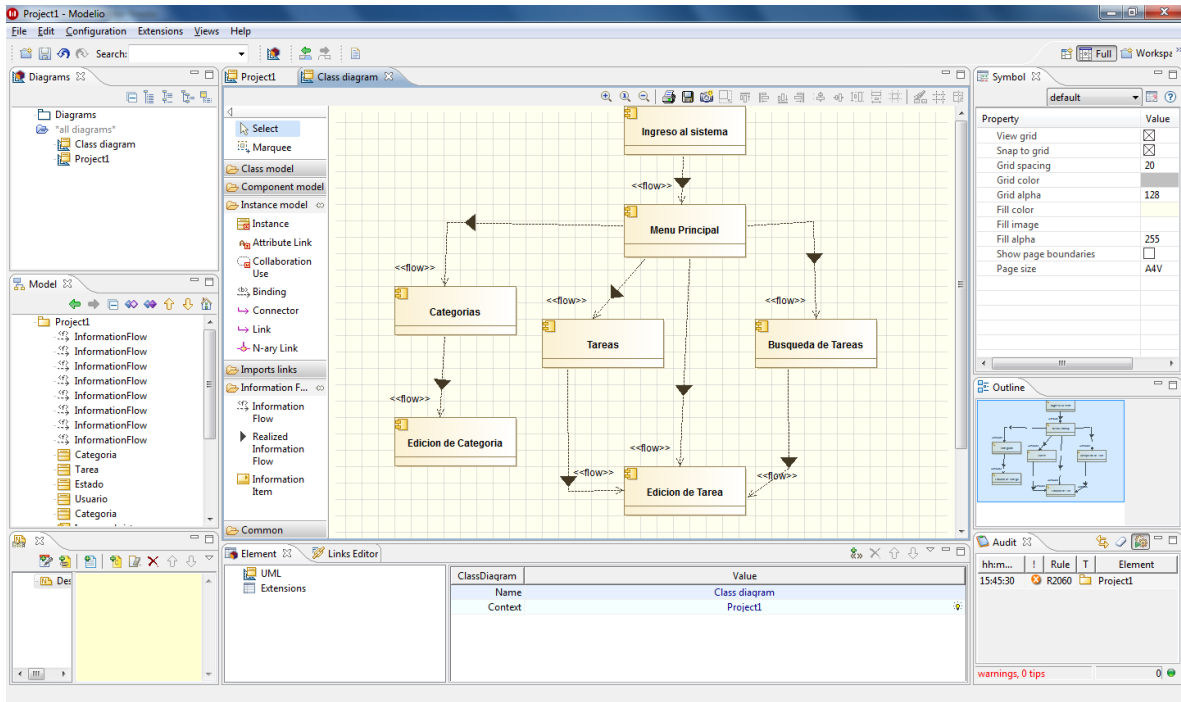 Project1 - Modelio
File Edit Configuration Extensions Views Help
Search:
Full
Workspa
Diagrams
Diagrams
*all diagrams*
Class diagram
Project1
Model
Project1
InformationFlow
InformationFlow
InformationFlow
InformationFlow
InformationFlow
InformationFlow
InformationFlow
InformationFlow
Categoria
Tarea
Estado
Usuario
Categoria
Des
Project1
Class diagram
Select
Marquee
Class model
Component model
Instance model
Instance
Attribute Link
Collaboration
Use
Binding
Connector
Link
N-ary Link
Imports links
Information F...
Information
Flow
Realized
Information
Flow
Information
Item
Common
Ingreso al sistema
<<flow>>
Menu Principal
<<flow>>
Categorias
<<flow>>
<<flow>>
Tareas
Busqueda de Tareas
<<flow>>
Edicion de Categoria
<<flow>>
<<flow>>
<<flow>>
Edicion de Tarea
Element
Links Editor
UML
Extensions
ClassDiagram Value
Name Class diagram
Context Project1
Symbol
default
Property Value
View grid
Snap to grid
Grid spacing 20
Grid color
Grid alpha 128
Fill color
Fill image
Fill alpha 255
Show page boundaries
Page size A4V
Outline
Audit
hh:m... ! Rule T Element
15:45:30 R2060 Project1
warnings, 0 tips 0